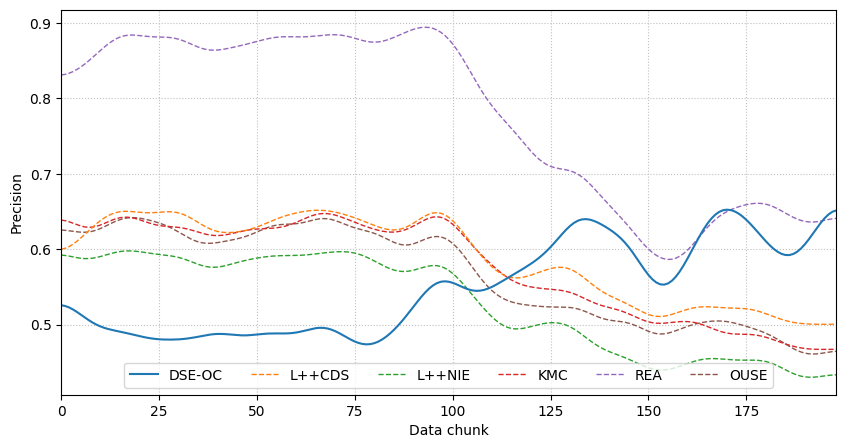 0.9
0.8
0.7
0.6
0.5
Precision
DSE-OC L++CDS L++NIE KMC REA OUSE
0 25 50 75 100 125 150 175
Data chunk